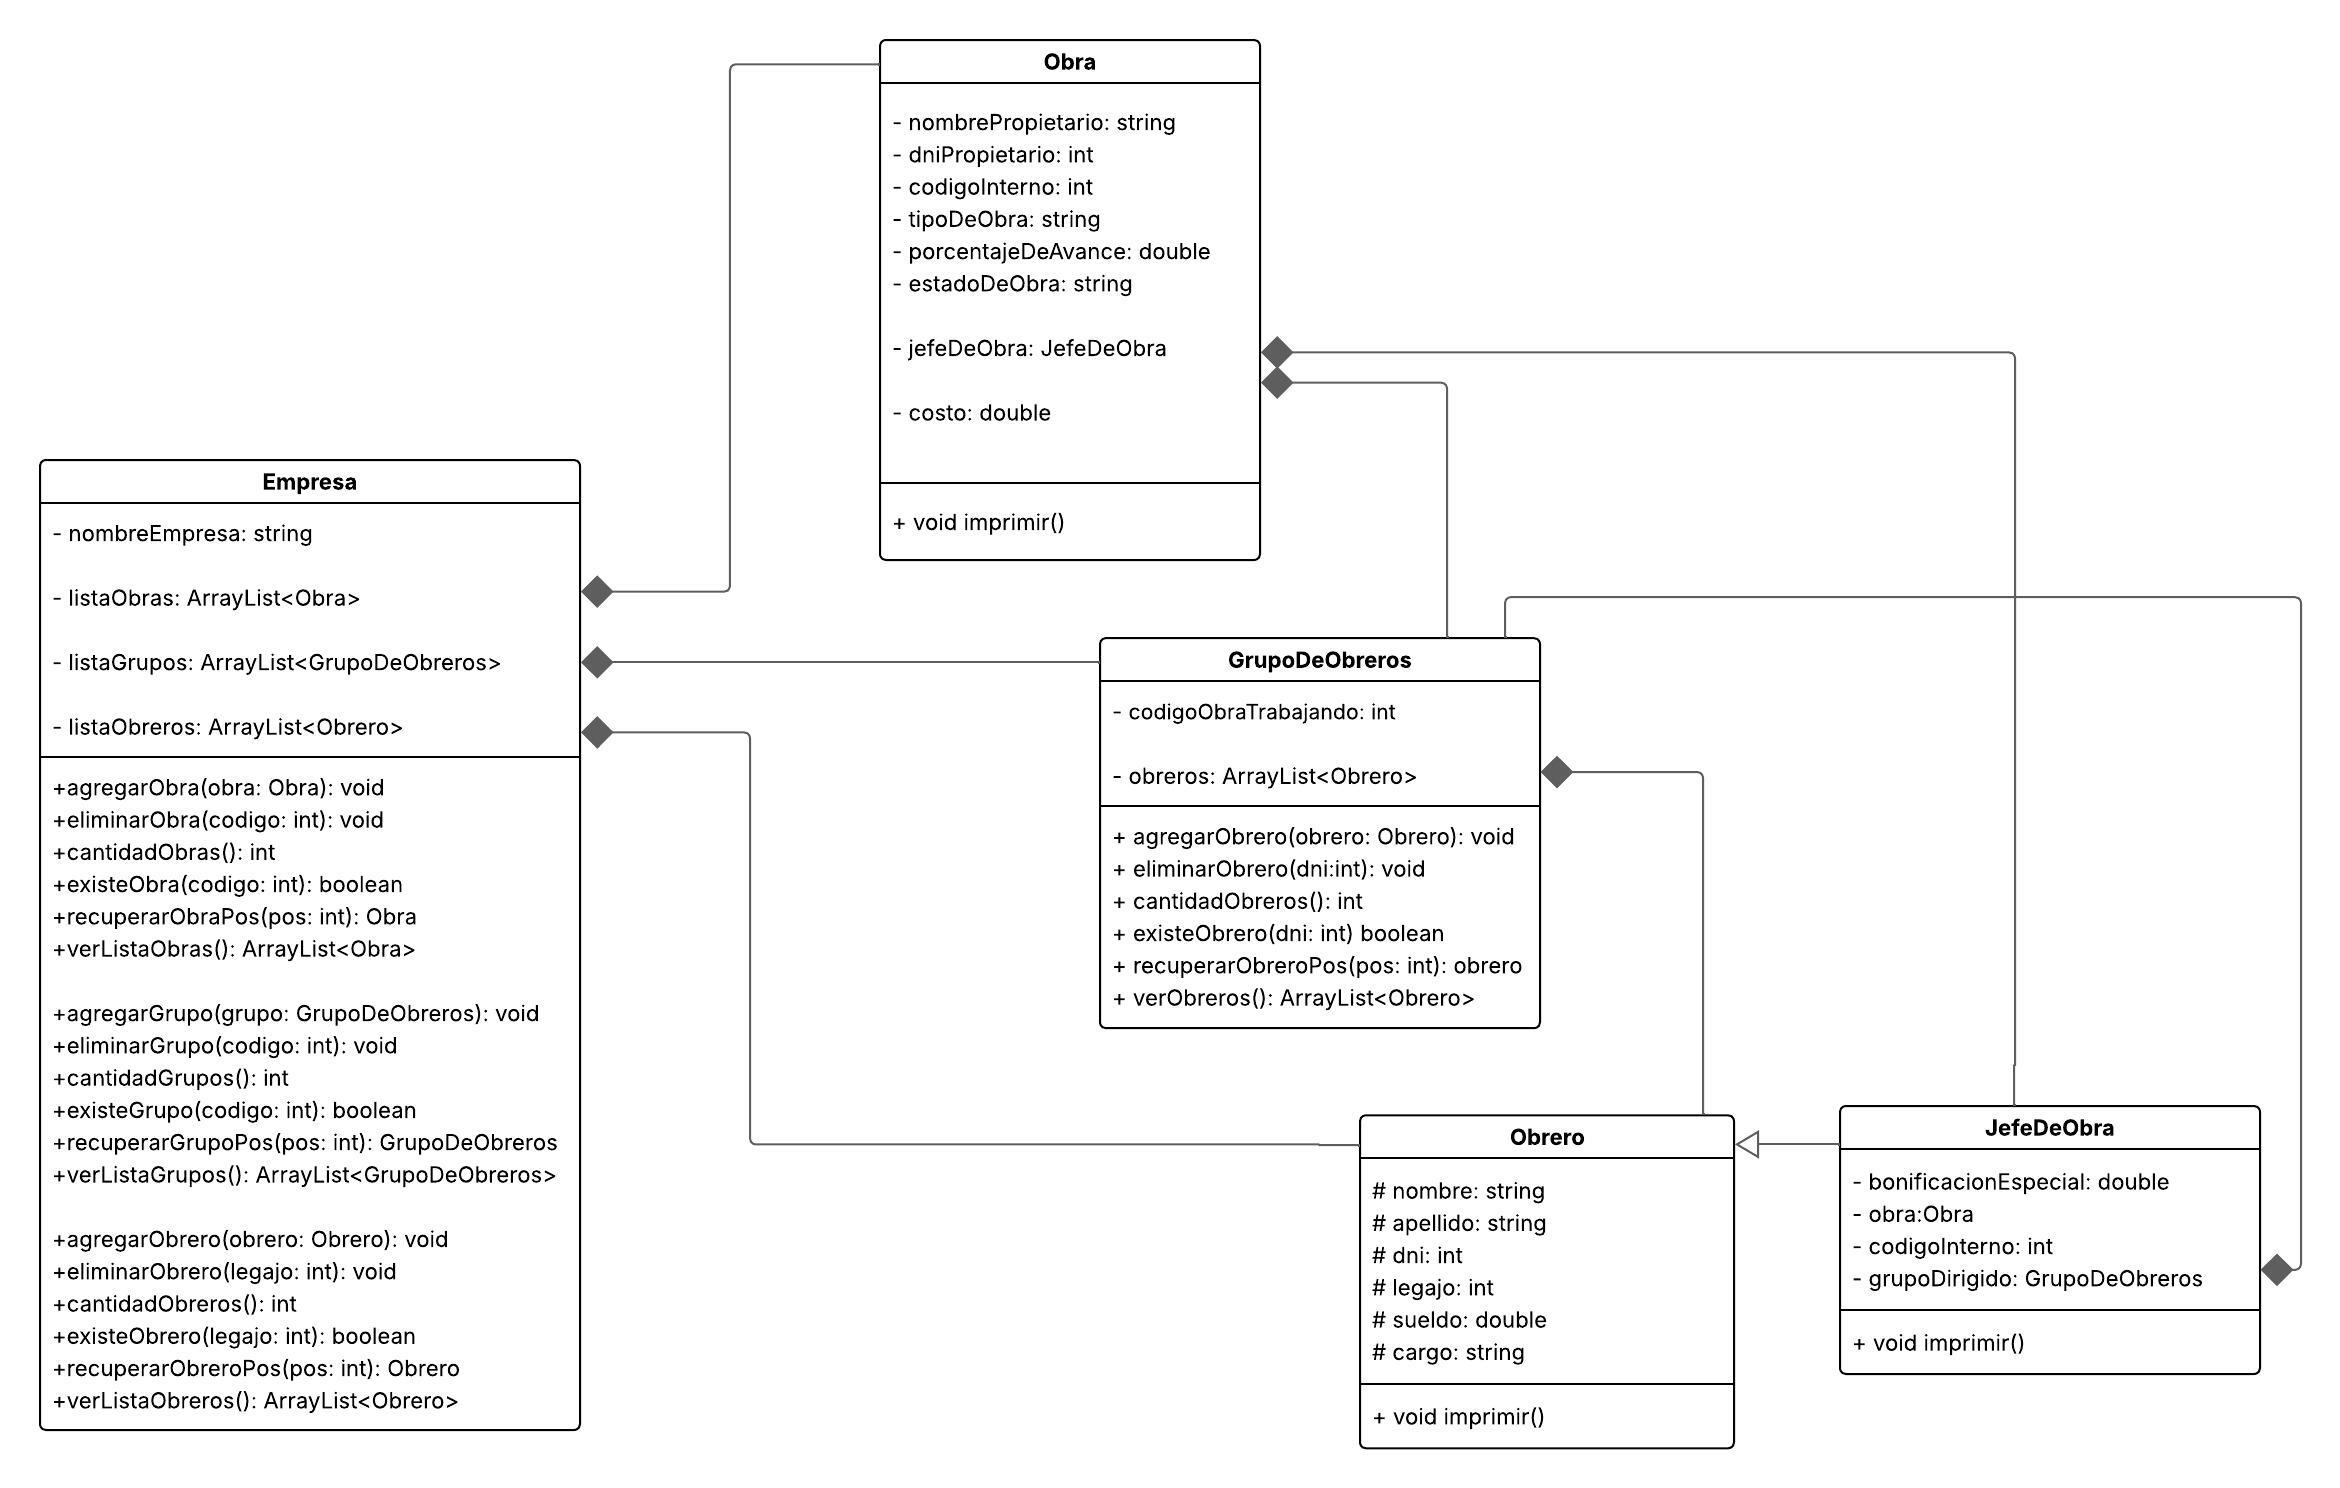 Obra
- nombrePropietario: string
- dniPropietario: int
- codigoInterno: int
- tipoDeObra: string
- porcentajeDeAvance: double
- estadoDeObra: string
- jefeDeObra: JefeDeObra
- costo: double
+ void imprimir()
Empresa
- nombreEmpresa: string
- listaObras: ArrayList<Obra>
- listaGrupos: ArrayList<GrupoDeObreros>
- listaObreros: ArrayList<Obrero>
+agregarObra(obra: Obra): void
+eliminarObra(codigo: int): void
+cantidadObras(): int
+existeObra(codigo: int): boolean
+recuperarObraPos(pos: int): Obra
+verListaObras(): ArrayList<Obra>
+agregarGrupo(grupo: GrupoDeObreros): void
+eliminarGrupo(codigo: int): void
+cantidadGrupos(): int
+existeGrupo(codigo: int): boolean
+recuperarGrupoPos(pos: int): GrupoDeObreros
+verListaGrupos(): ArrayList<GrupoDeObreros>
+agregarObrero(obrero: Obrero): void
+eliminarObrero(legajo: int): void
+cantidadObreros(): int
+existeObrero(legajo: int): boolean
+recuperarObreroPos(pos: int): Obrero
+verListaObreros(): ArrayList<Obrero>
GrupoDeObreros
- codigoObraTrabajando: int
- obreros: ArrayList<Obrero>
+ agregarObrero(obrero: Obrero): void
+ eliminarObrero(dni:int): void
+ cantidadObreros(): int
+ existeObrero(dni: int) boolean
+ recuperarObreroPos(pos: int): obrero
+ verObreros(): ArrayList<Obrero>
Obrero
# nombre: string
# apellido: string
# dni: int
# legajo: int
# sueldo: double
# cargo: string
+ void imprimir()
JefeDeObra
- bonificacionEspecial: double
- obra:Obra
- codigoInterno: int
- grupoDirigido: GrupoDeObreros
+ void imprimir()